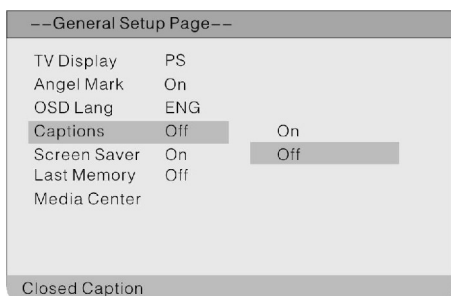 --General Setup Page--
TV Display PS
Angel Mark On
OSD Lang ENG
Captions Off On
Screen Saver On Off
Last Memory Off
Media Center
Closed Caption